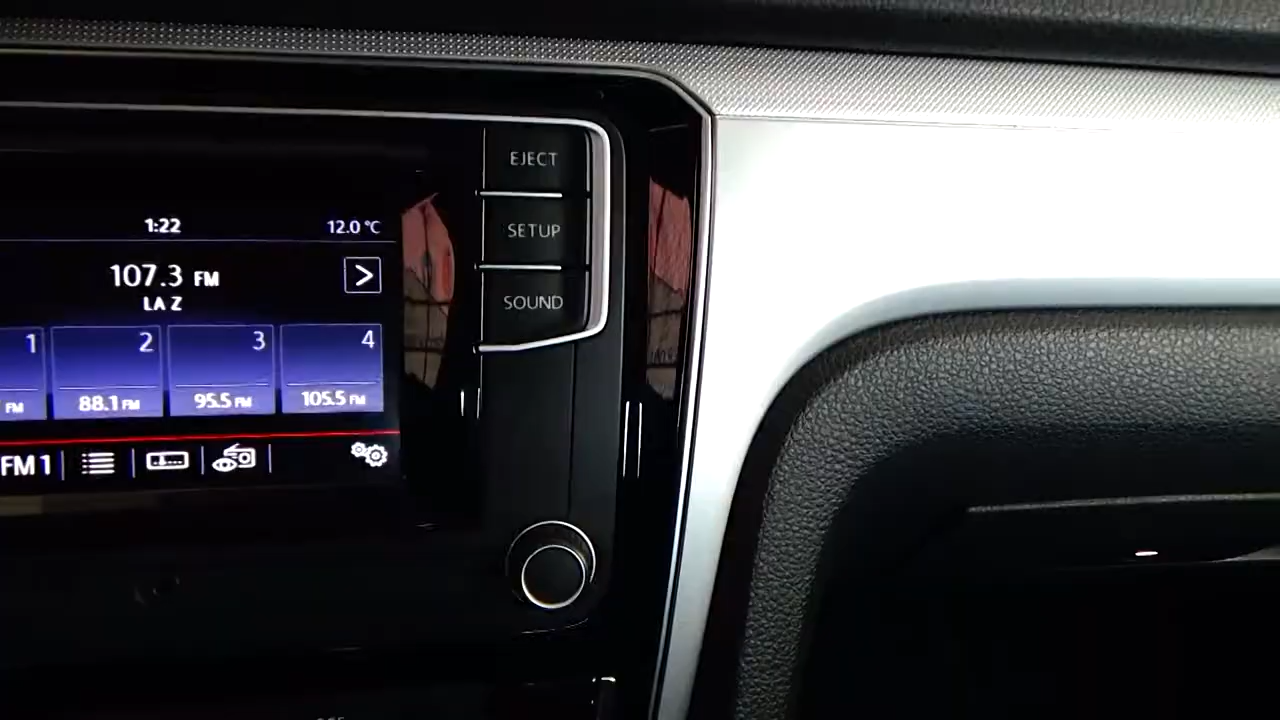 EJECT
1:22 12.0 °C
SETUP
107.3 FM
>
LA Z
SOUND
1 2 3 4
FM 88.1 FM 95.5 FM 105.5 FM
FM 1